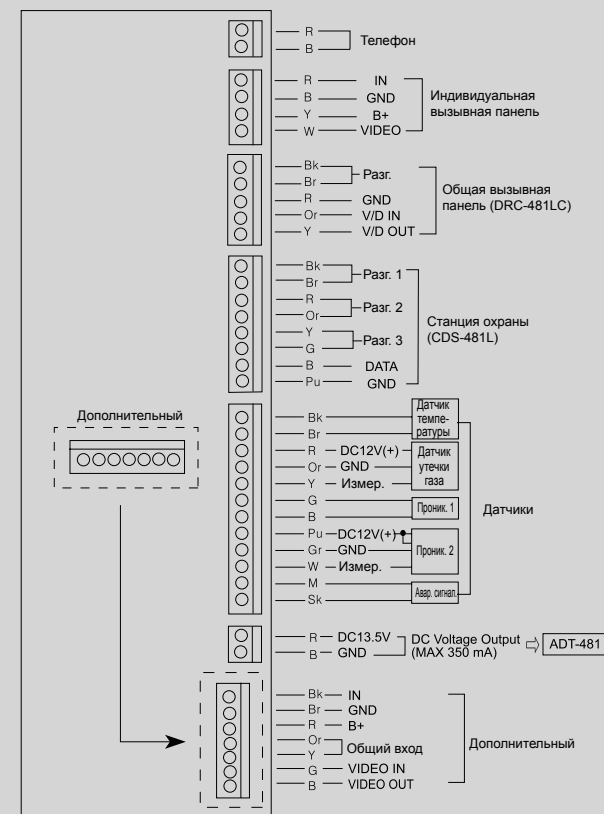 R
Телефон
B
R IN
B GND
Индивидуальная
вызывная панель
Y B+
W VIDEO
Bk
Разг.
Br
R GND
Общая вызывная
панель (DRC-481LC)
Or V/D IN
Y V/D OUT
Bk
Разг. 1
Br
R
Разг. 2
Or
Y
Разг. 3
G
Станция охраны
(CDS-481L)
B DATA
Pu GND
Дополнительный
Bk
Br
Датчик
темпе-
ратуры
R DC12V(+)
Or GND
Y Измер.
Датчик
утечки
газа
G
B
Проник. 1
Датчики
Pu DC12V(+)
Gr GND
W Измер.
Проник. 2
M
Sk
Авар. сигнал.
R DC13.5V
B GND
DC Voltage Output
(MAX 350 mA)
ADT-481
Bk IN
Br GND
R B+
Or
Общий вход
Y
Дополнительный
G VIDEO IN
B VIDEO OUT